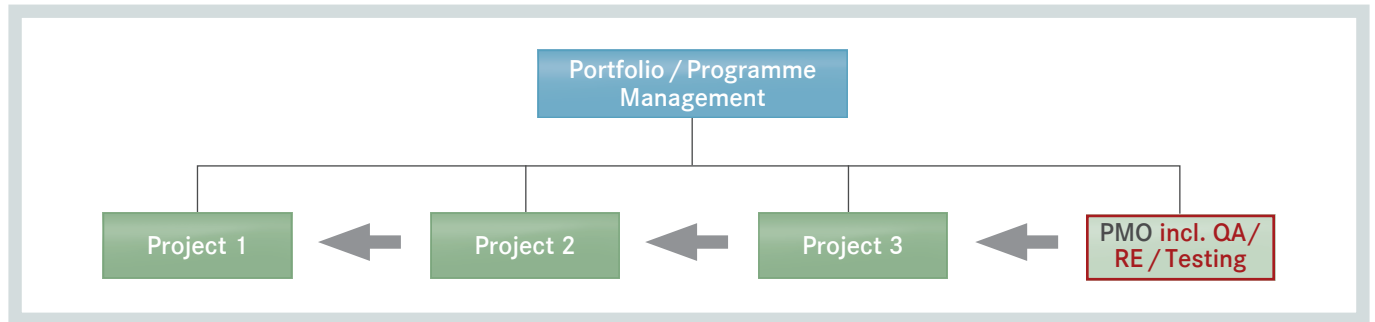 Portfolio / Programme
Management
Project 1
Project 2
Project 3
PMO incl. QA/
RE / Testing